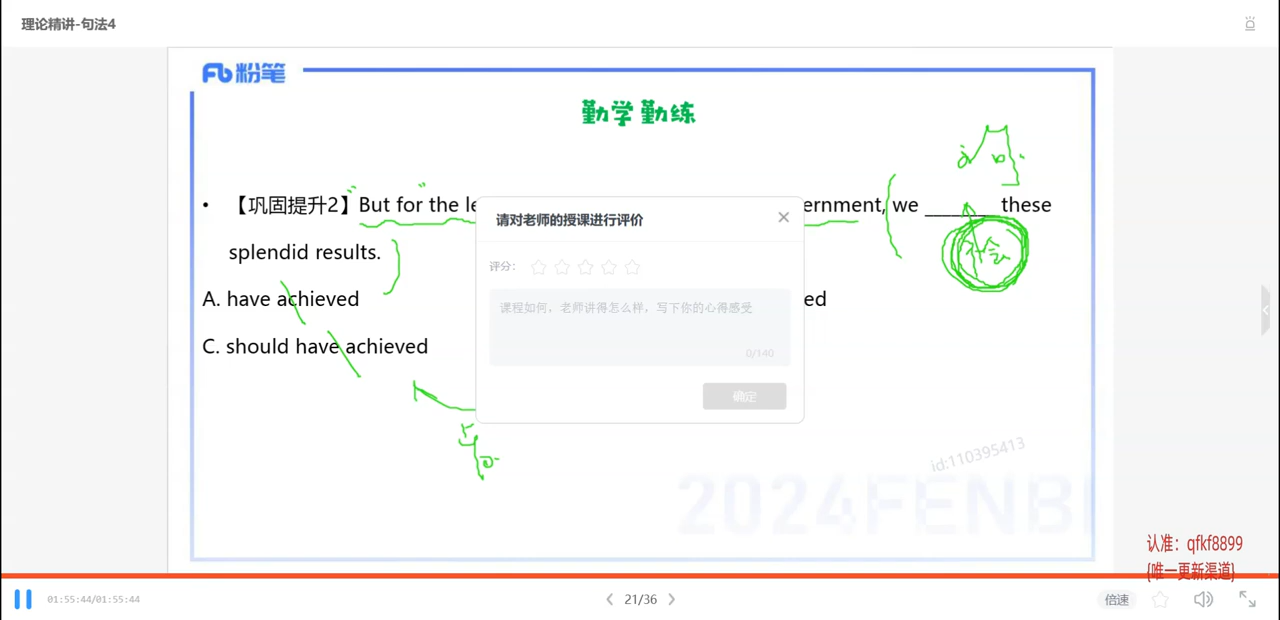 理论精讲-句法4
粉笔
勤学 勤练
• 【巩固提升2】But for the le
ernment, we ______ these
splendid results.
社会
A. have achieved
ed
C. should have achieved
请对老师的授课进行评价
评分：
课程如何，老师讲得怎么样，写下你的心得感受
0/140
确定
id:110395413
2024FENBI
认准：qfkf8899
{唯一更新渠道}
01:55:44/01:55:44
21/36
倍速